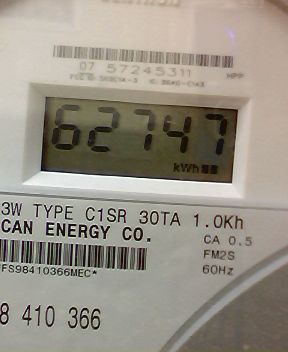 07 57245311 HPP
62747
kWh
3W TYPE C1SR 30TA 1.0Kh
CAN ENERGY CO.
CA 0.5
FM2S
60Hz
FS98410366MEC*
8 410 366